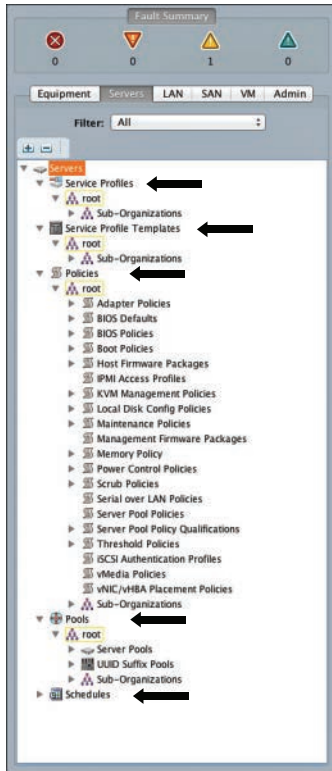 Fault Summary
0 0 1 0
Equipment Servers LAN SAN VM Admin
Filter: All
Servers
Service Profiles
root
Sub-Organizations
Service Profile Templates
root
Sub-Organizations
Policies
root
Adapter Policies
BIOS Defaults
BIOS Policies
Boot Policies
Host Firmware Packages
IPMI Access Profiles
KVM Management Policies
Local Disk Config Policies
Maintenance Policies
Management Firmware Packages
Memory Policy
Power Control Policies
Scrub Policies
Serial over LAN Policies
Server Pool Policies
Server Pool Policy Qualifications
Threshold Policies
iSCSI Authentication Profiles
vMedia Policies
vNIC/vHBA Placement Policies
Sub-Organizations
Pools
root
Server Pools
UUID Suffix Pools
Sub-Organizations
Schedules